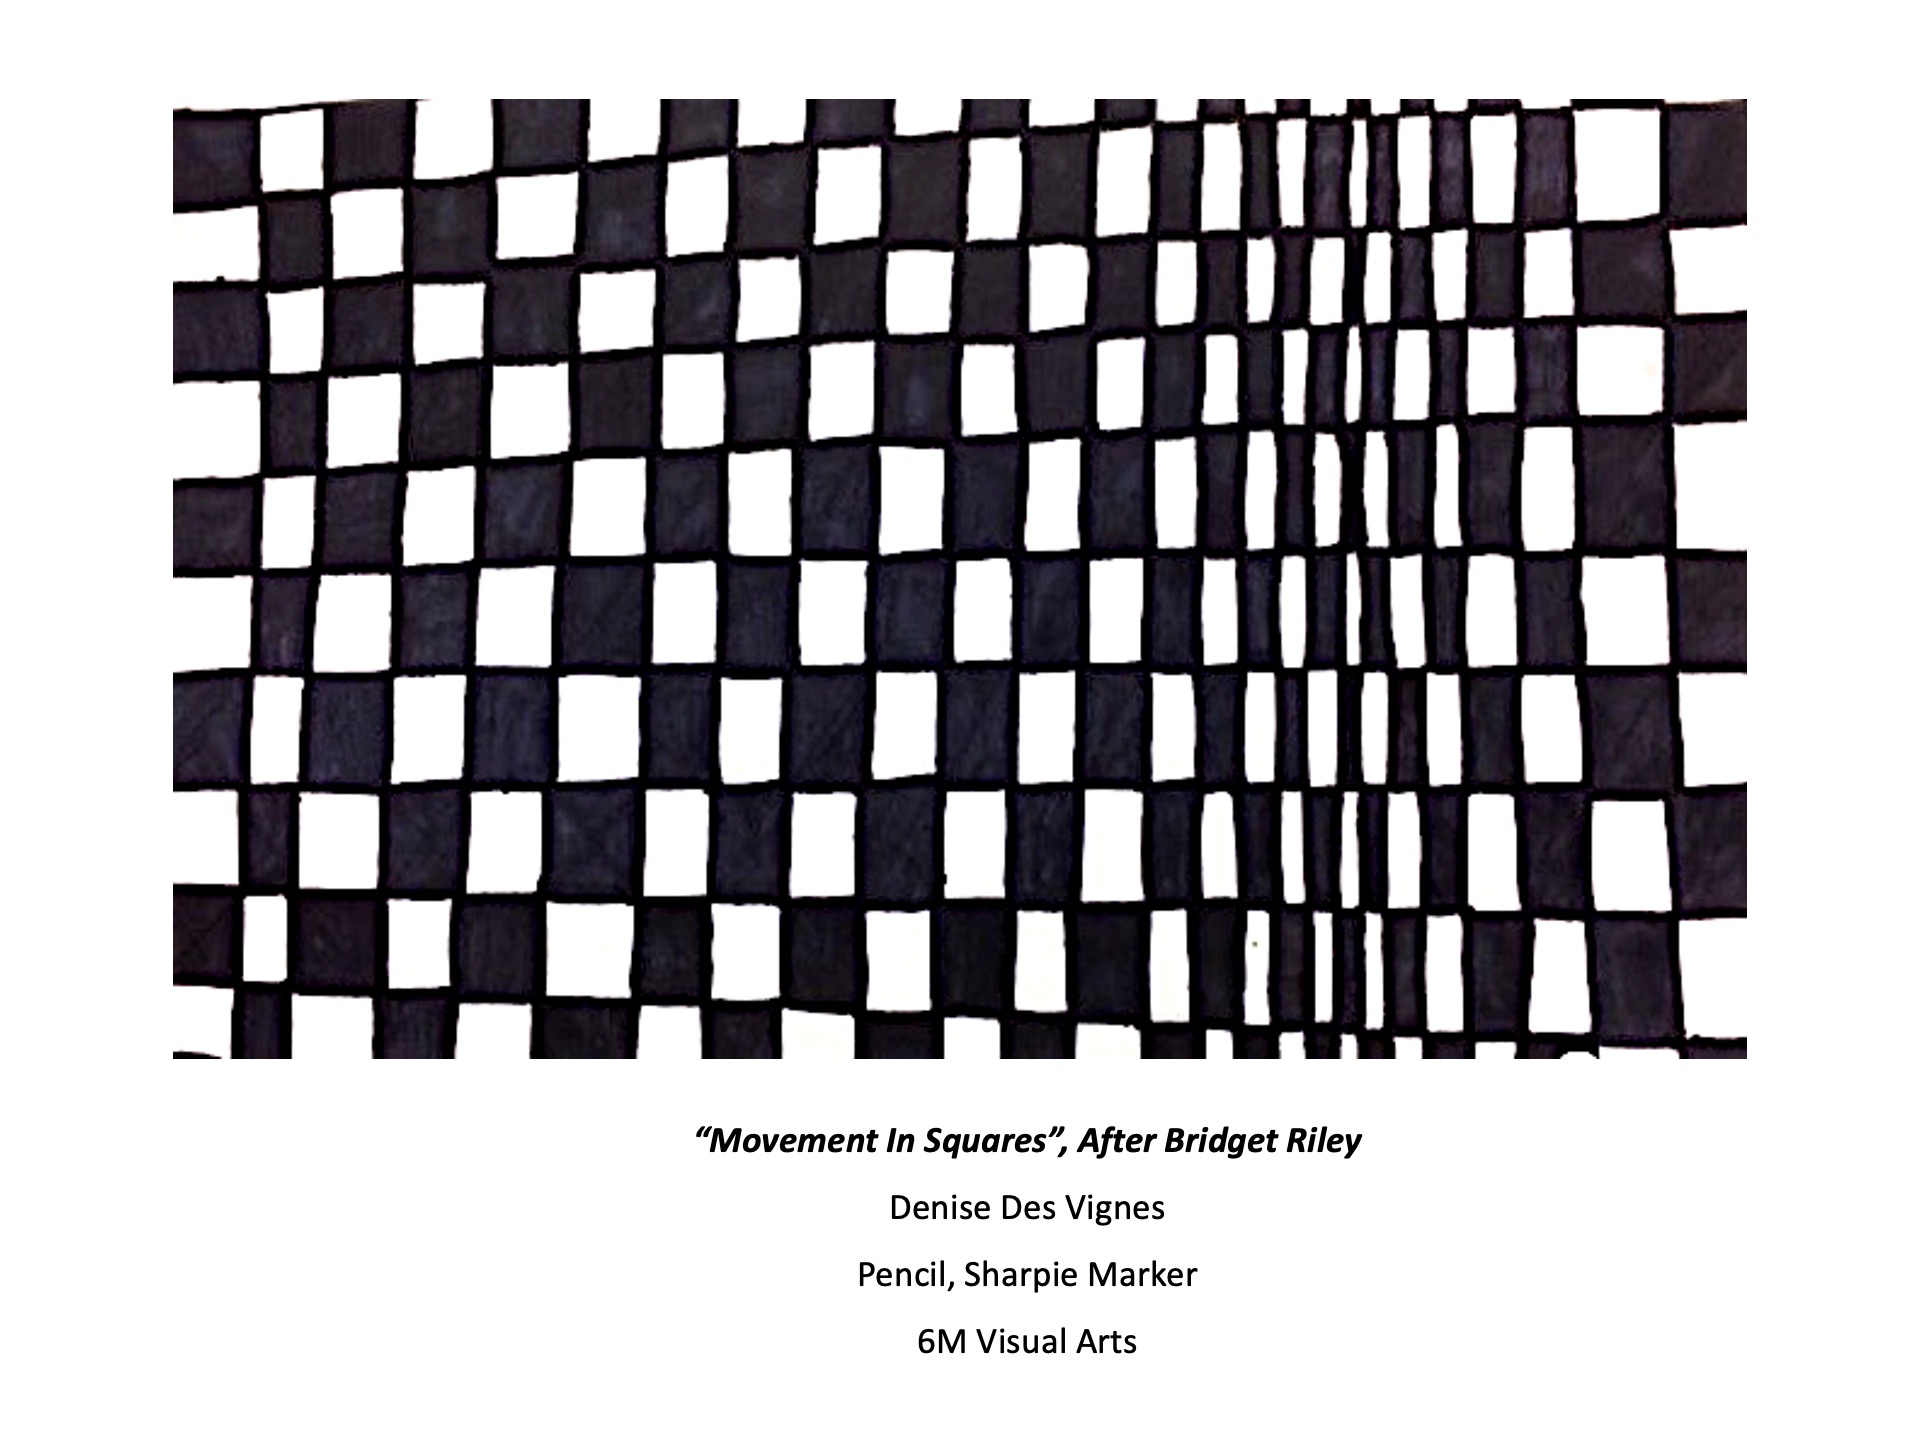 “Movement In Squares”, After Bridget Riley
Denise Des Vignes
Pencil, Sharpie Marker
6M Visual Arts